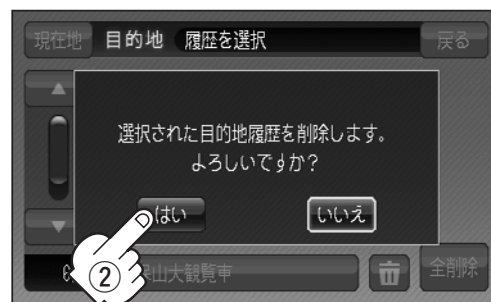 現在地 目的地 履歴を選択 戻る
選択された目的地履歴を削除します。
よろしいですか?
はい いいえ
保山大観覧車 全削除
②